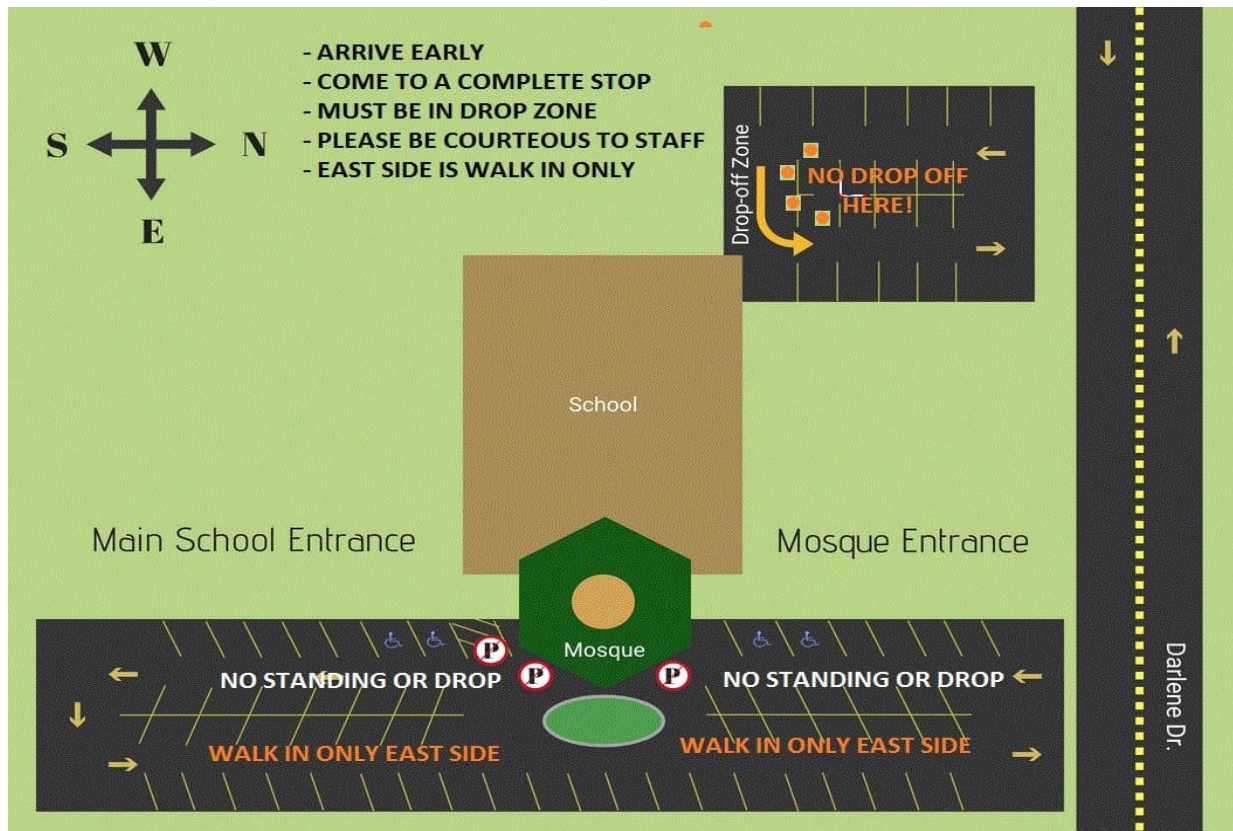 W
S
N
E
- ARRIVE EARLY
- COME TO A COMPLETE STOP
- MUST BE IN DROP ZONE
- PLEASE BE COURTEOUS TO STAFF
- EAST SIDE IS WALK IN ONLY
Drop-off Zone
NO DROP OFF
HERE!
School
Main School Entrance
Mosque Entrance
Mosque
P
P
P
NO STANDING OR DROP
NO STANDING OR DROP
WALK IN ONLY EAST SIDE
WALK IN ONLY EAST SIDE
Darlene Dr.